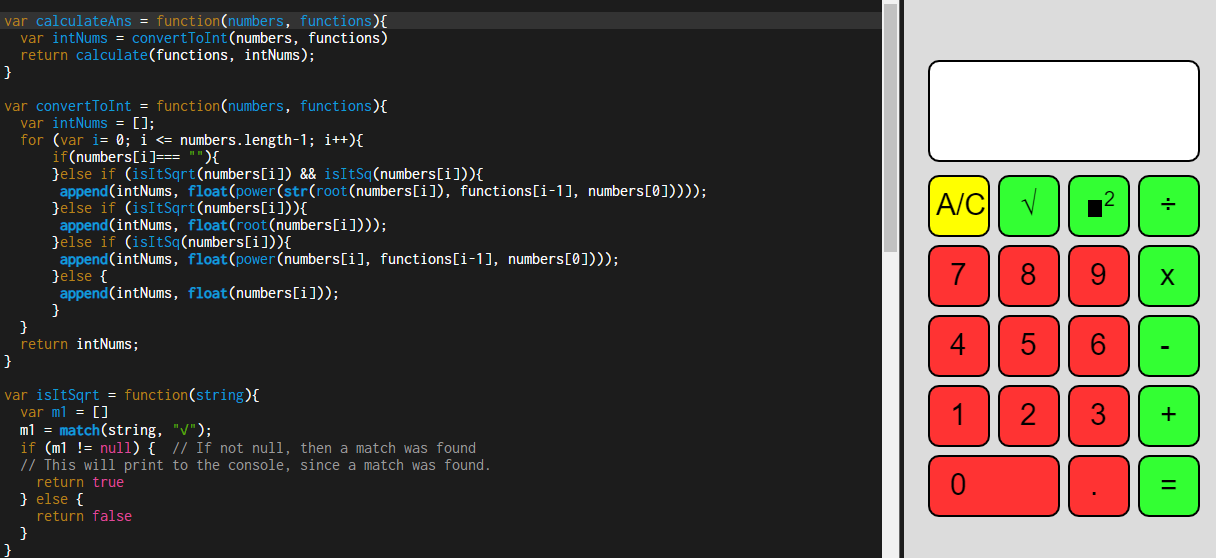 var calculateAns = function(numbers, functions){
  var intNums = convertToInt(numbers, functions)
  return calculate(functions, intNums);
}

var convertToInt = function(numbers, functions){
  var intNums = [];
  for (var i= 0; i <= numbers.length-1; i++){
      if(numbers[i]=== ""){
      }else if (isItSqrt(numbers[i]) && isItSq(numbers[i])){
       append(intNums, float(power(str(root(numbers[i]), functions[i-1], numbers[0]))));
      }else if (isItSqrt(numbers[i])){
       append(intNums, float(root(numbers[i])));
      }else if (isItSq(numbers[i])){
       append(intNums, float(power(numbers[i], functions[i-1], numbers[0])));
      }else {
       append(intNums, float(numbers[i]));
      }
  }
  return intNums;
}

var isItSqrt = function(string){
  var m1 = []
  m1 = match(string, "√");
  if (m1 != null) {  // If not null, then a match was found
  // This will print to the console, since a match was found.
    return true
  } else {
    return false
  }
}
A/C √ ■2 ÷
7 8 9 x
4 5 6 -
1 2 3 +
0 . =